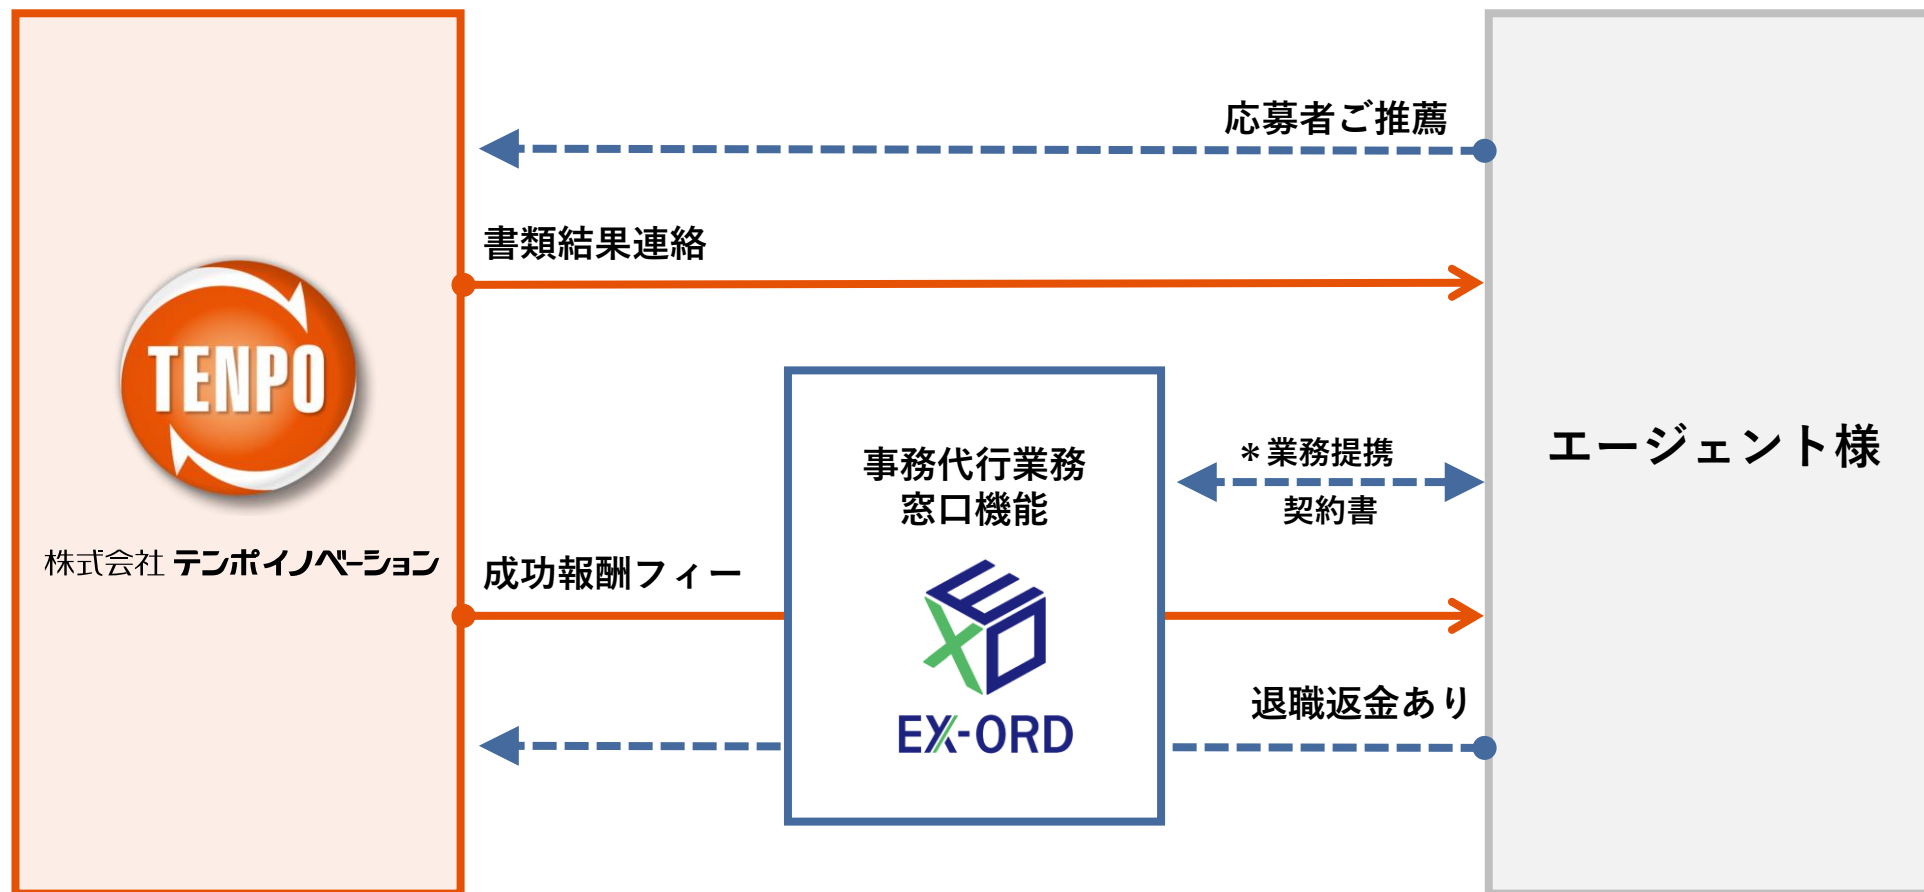 応募者ご推薦
書類結果連絡
TENPO
株式会社 テンポイノベーション
事務代行業務
窓口機能
EX-ORD
*業務提携
契約書
エージェント様
成功報酬フィー
退職返金あり